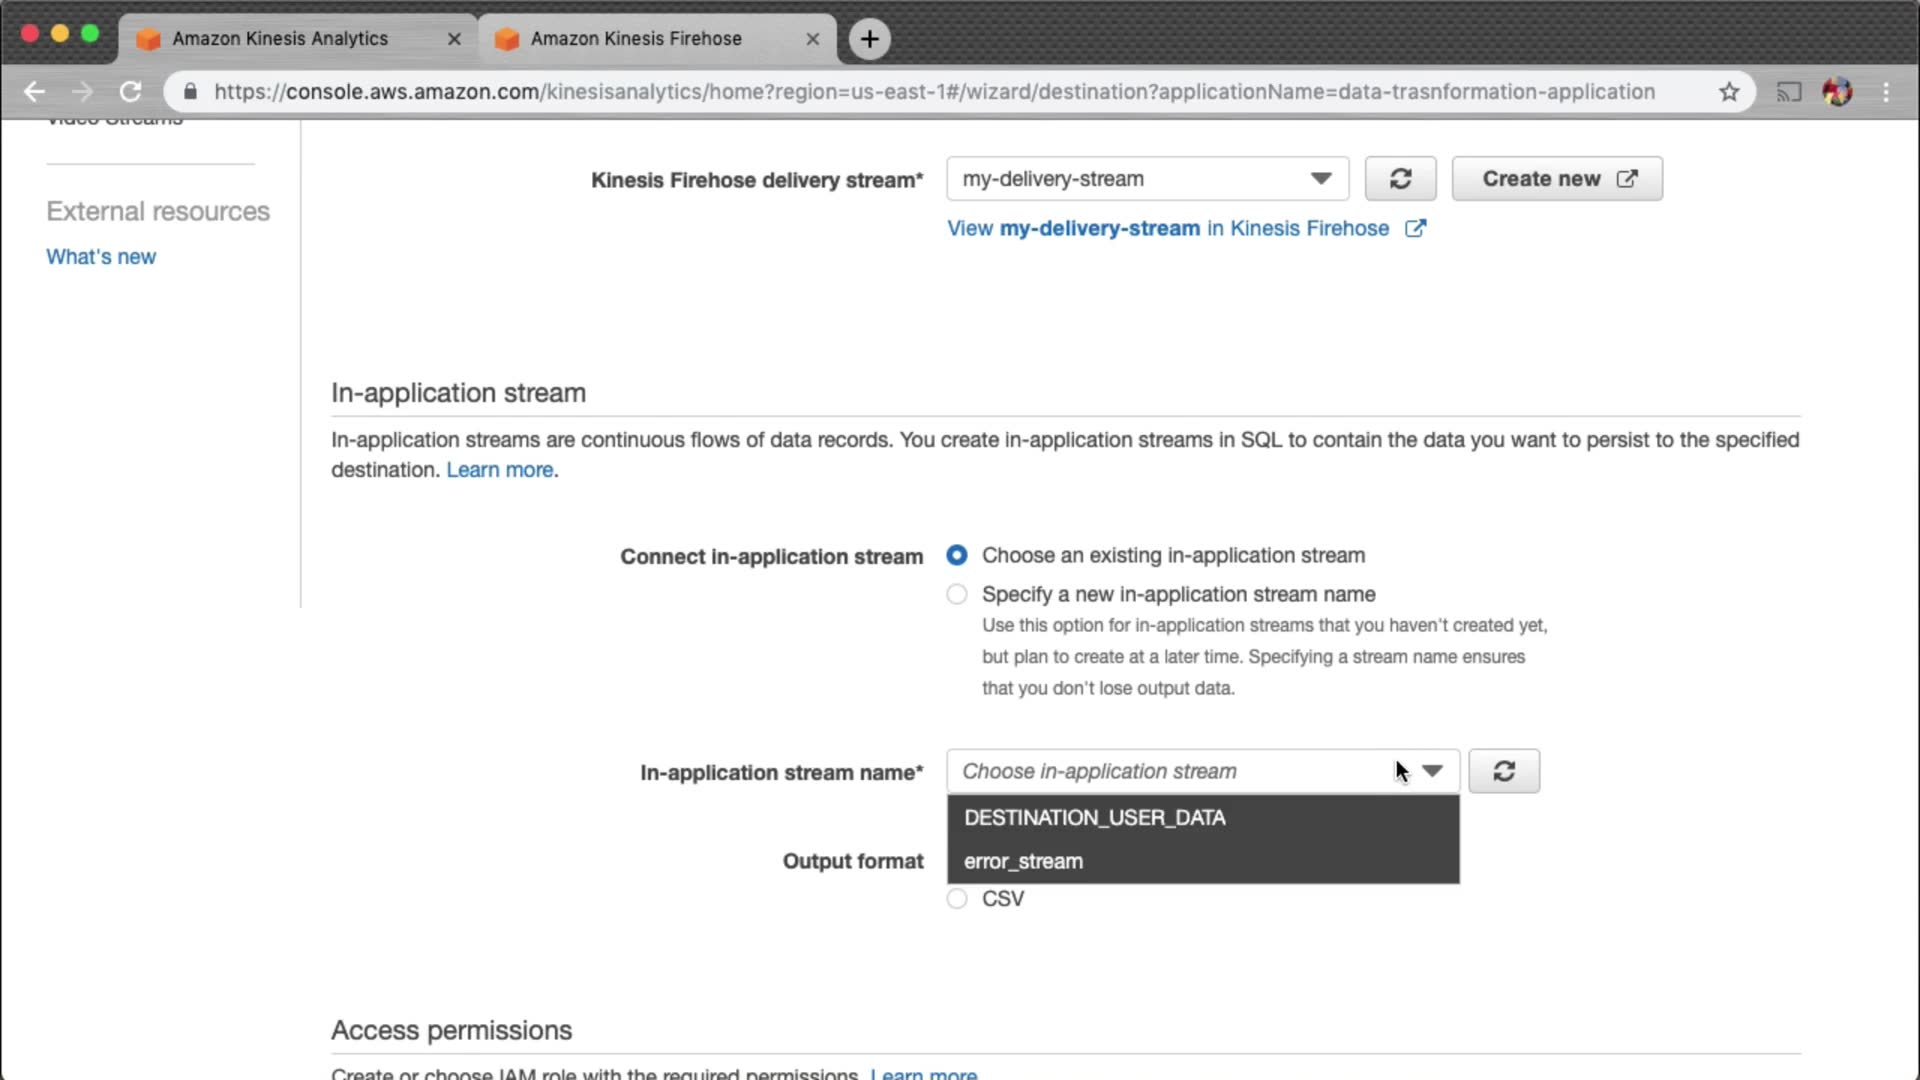 Amazon Kinesis Analytics
Amazon Kinesis Firehose
https://console.aws.amazon.com/kinesisanalytics/home?region=us-east-1#/wizard/destination?applicationName=data-trasnformation-application
Video Streams
External resources
What's new
Kinesis Firehose delivery stream*
my-delivery-stream
Create new
View my-delivery-stream in Kinesis Firehose
In-application stream
In-application streams are continuous flows of data records. You create in-application streams in SQL to contain the data you want to persist to the specified
destination. Learn more.
Connect in-application stream
Choose an existing in-application stream
Specify a new in-application stream name
Use this option for in-application streams that you haven't created yet,
but plan to create at a later time. Specifying a stream name ensures
that you don't lose output data.
In-application stream name*
Choose in-application stream
DESTINATION_USER_DATA
Output format
error_stream
CSV
Access permissions
Create or choose IAM role with the required permissions. Learn more